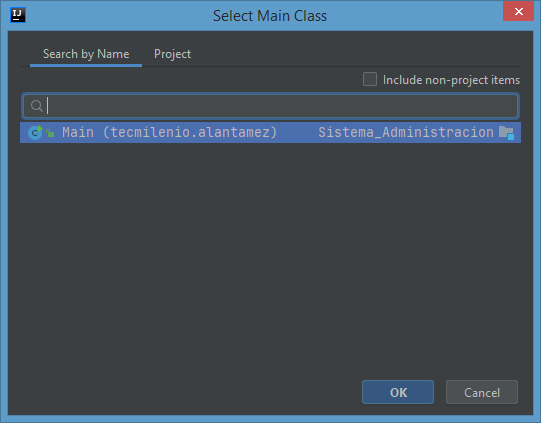 IJ
Select Main Class
Search by Name Project
Include non-project items
C Main (tecmilenio.alantamez) Sistema_Administracion
OK Cancel